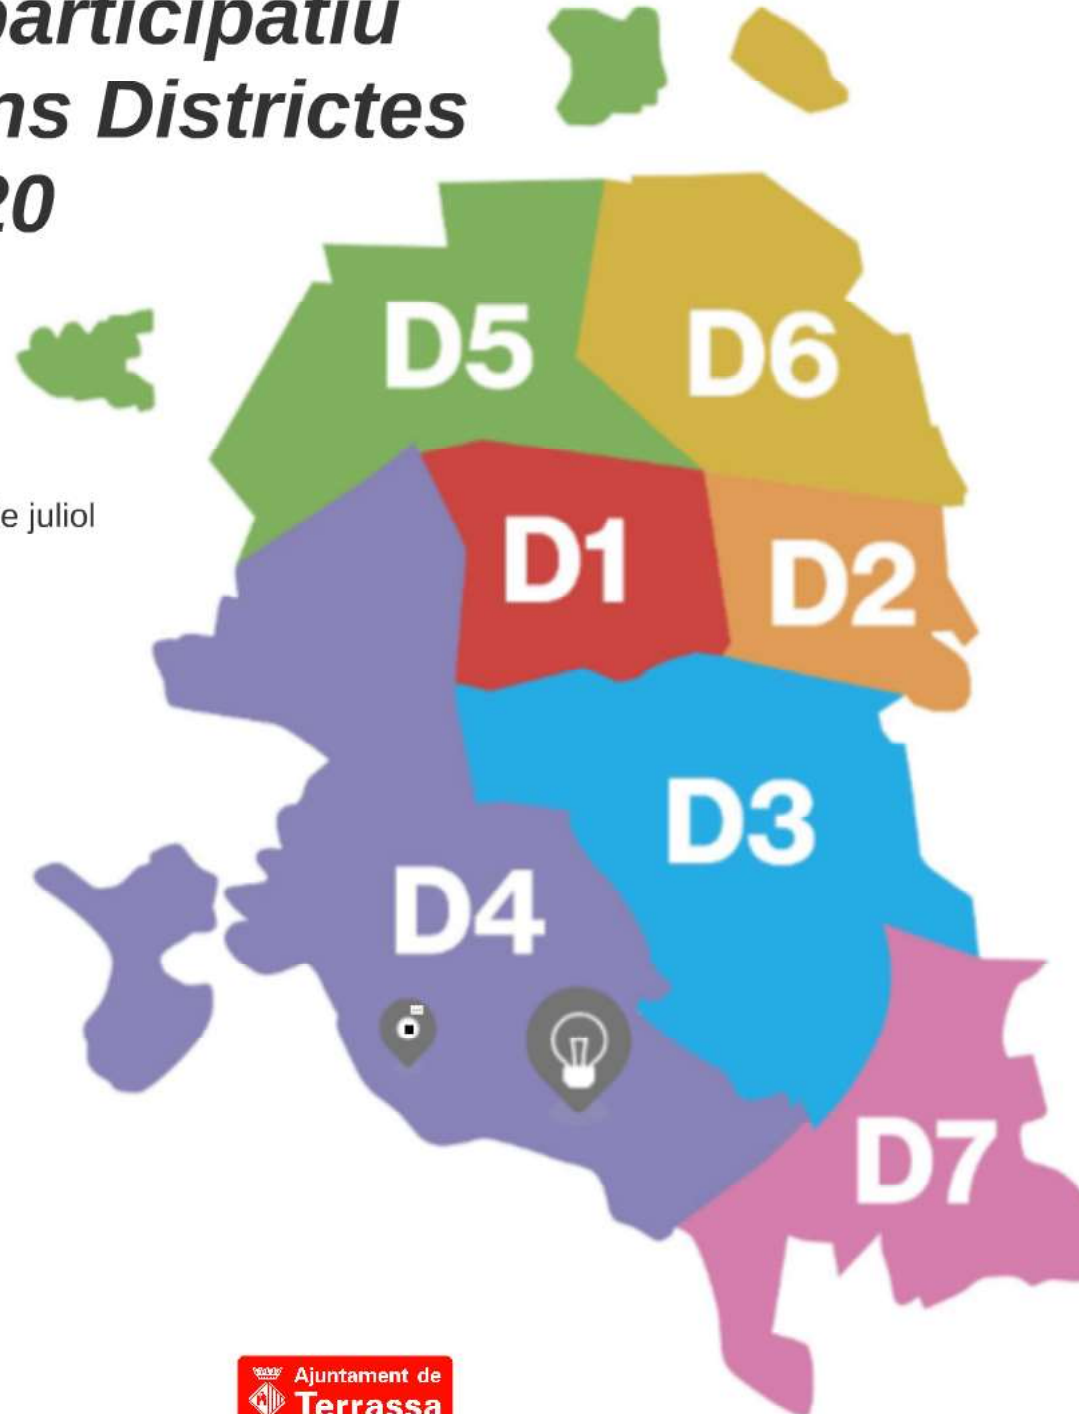 participatiu
ns Districtes
20
e juliol
D5
D6
D1
D2
D3
D4
D7
Ajuntament de
Terrassa